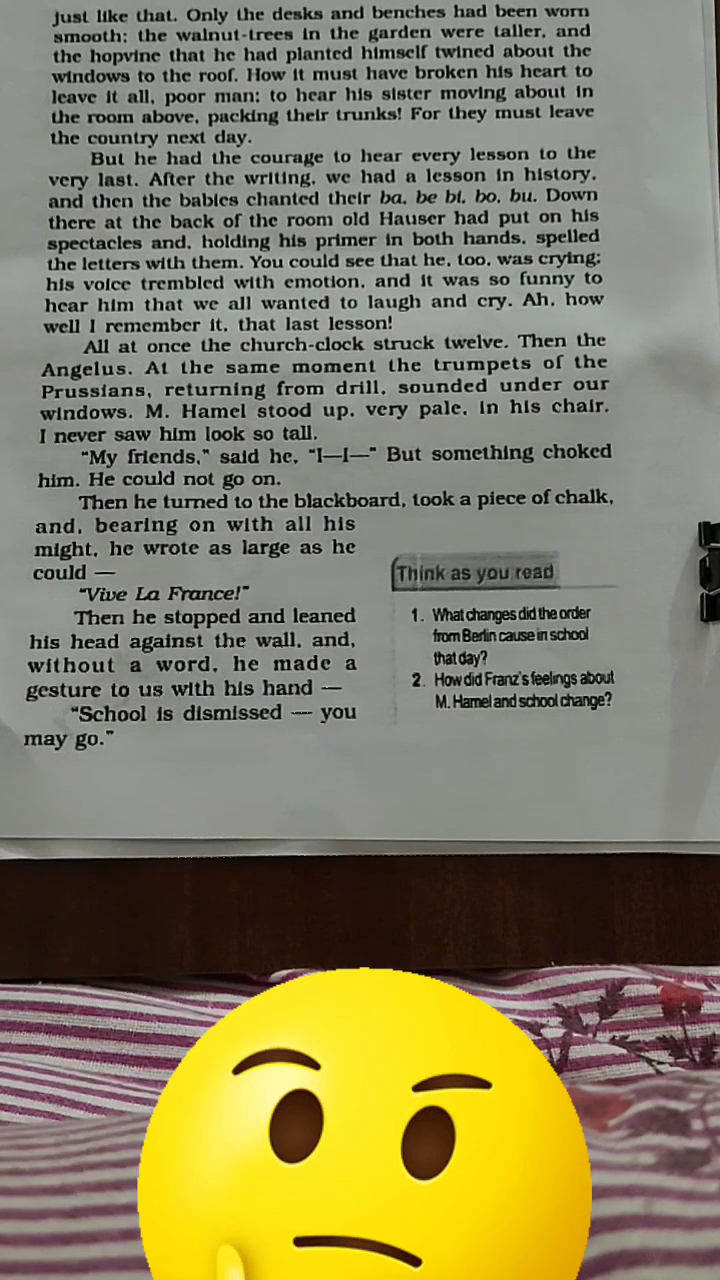 just like that. Only the desks and benches had been worn
smooth; the walnut-trees in the garden were taller, and
the hopvine that he had planted himself twined about the
windows to the roof. How it must have broken his heart to
leave it all, poor man; to hear his sister moving about in
the room above, packing their trunks! For they must leave
the country next day.
But he had the courage to hear every lesson to the
very last. After the writing, we had a lesson in history,
and then the babies chanted their ba, be bi, bo, bu. Down
there at the back of the room old Hauser had put on his
spectacles and, holding his primer in both hands, spelled
the letters with them. You could see that he, too, was crying;
his voice trembled with emotion, and it was so funny to
hear him that we all wanted to laugh and cry. Ah, how
well I remember it, that last lesson!
All at once the church-clock struck twelve. Then the
Angelus. At the same moment the trumpets of the
Prussians, returning from drill, sounded under our
windows. M. Hamel stood up, very pale, in his chair.
I never saw him look so tall.
“My friends,” said he, “I—I—” But something choked
him. He could not go on.
Then he turned to the blackboard, took a piece of chalk,
and, bearing on with all his
might, he wrote as large as he
could —
“Vive La France!”
Then he stopped and leaned
his head against the wall, and,
without a word, he made a
gesture to us with his hand —
“School is dismissed — you
may go.”
Think as you read
1. What changes did the order
from Berlin cause in school
that day?
2. How did Franz's feelings about
M. Hamel and school change?